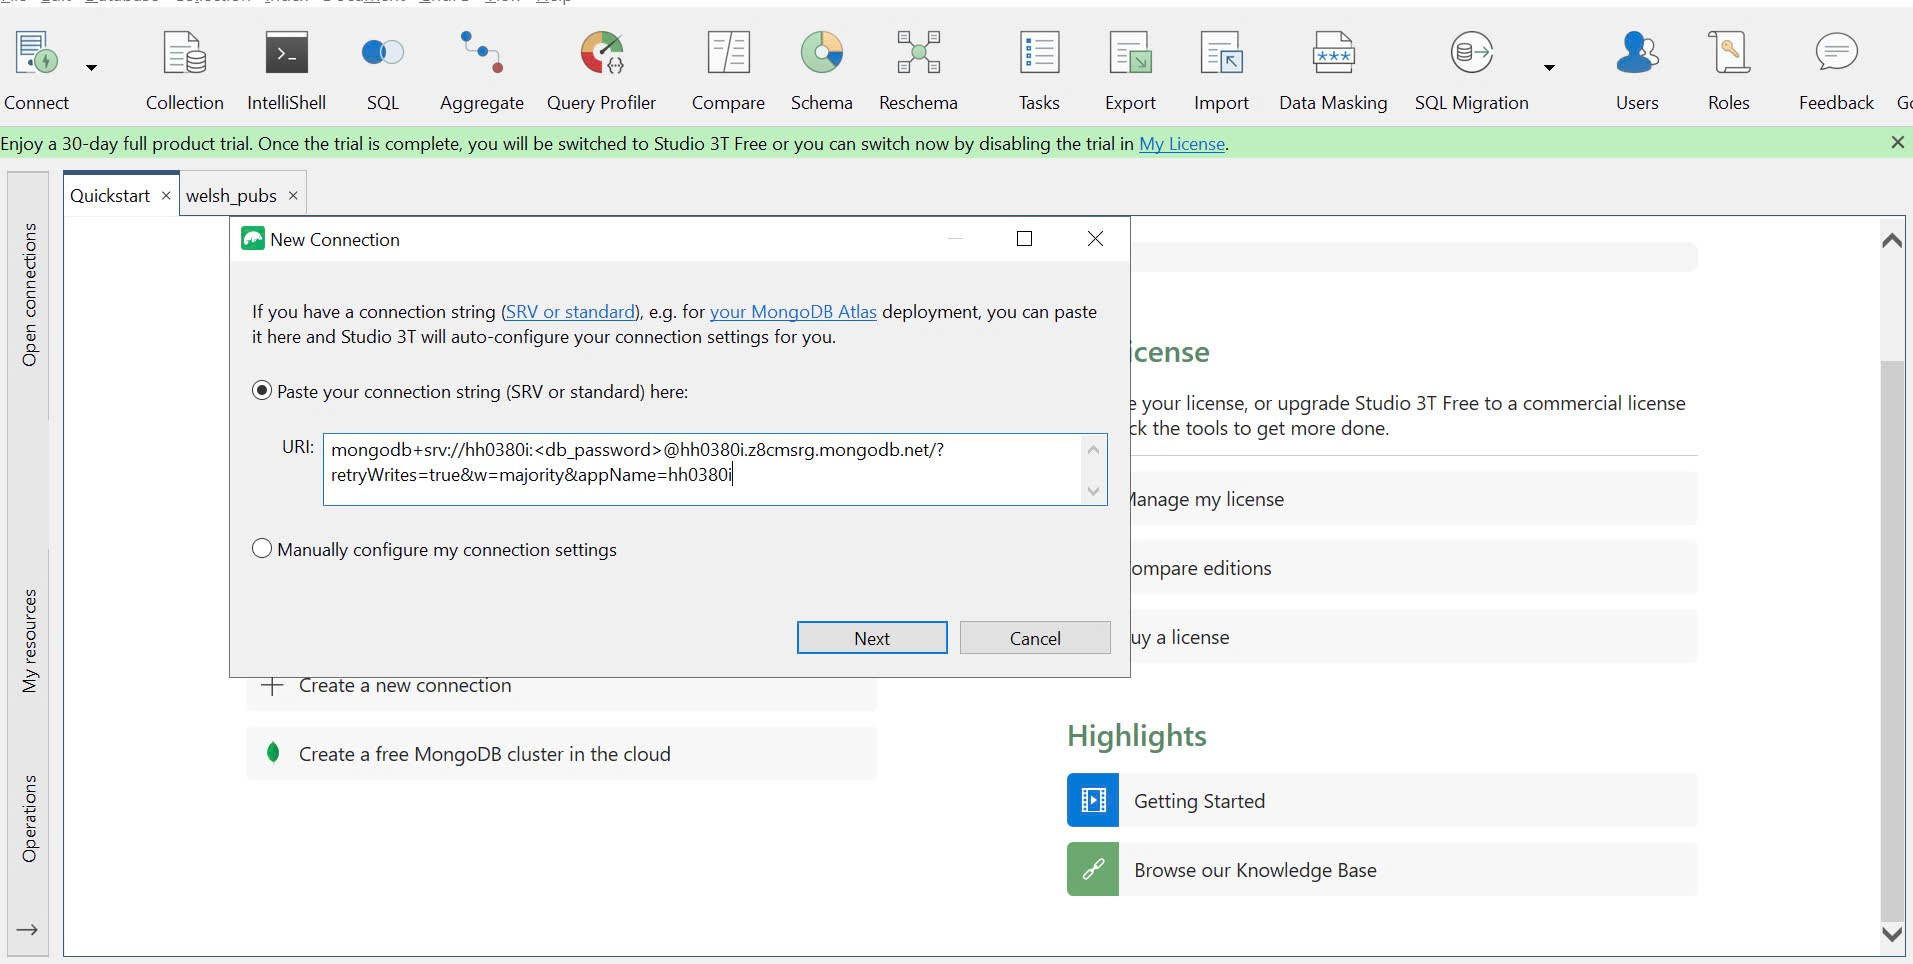 Connect
Collection
IntelliShell
SQL
Aggregate
Query Profiler
Compare
Schema
Reschema
Tasks
Export
Import
Data Masking
SQL Migration
Users
Roles
Feedback
Enjoy a 30-day full product trial. Once the trial is complete, you will be switched to Studio 3T Free or you can switch now by disabling the trial in My License.
Quickstart
welsh_pubs
Open connections
My resources
Operations
New Connection
If you have a connection string (SRV or standard), e.g. for your MongoDB Atlas deployment, you can paste
it here and Studio 3T will auto-configure your connection settings for you.
Paste your connection string (SRV or standard) here:
URI:
mongodb+srv://hh0380i:<db_password>@hh0380i.z8cmsrg.mongodb.net/?
retryWrites=true&w=majority&appName=hh0380i
Manually configure my connection settings
Next
Cancel
icense
your license, or upgrade Studio 3T Free to a commercial license
ck the tools to get more done.
Manage my license
ompare editions
uy a license
Create a new connection
Create a free MongoDB cluster in the cloud
Highlights
Getting Started
Browse our Knowledge Base